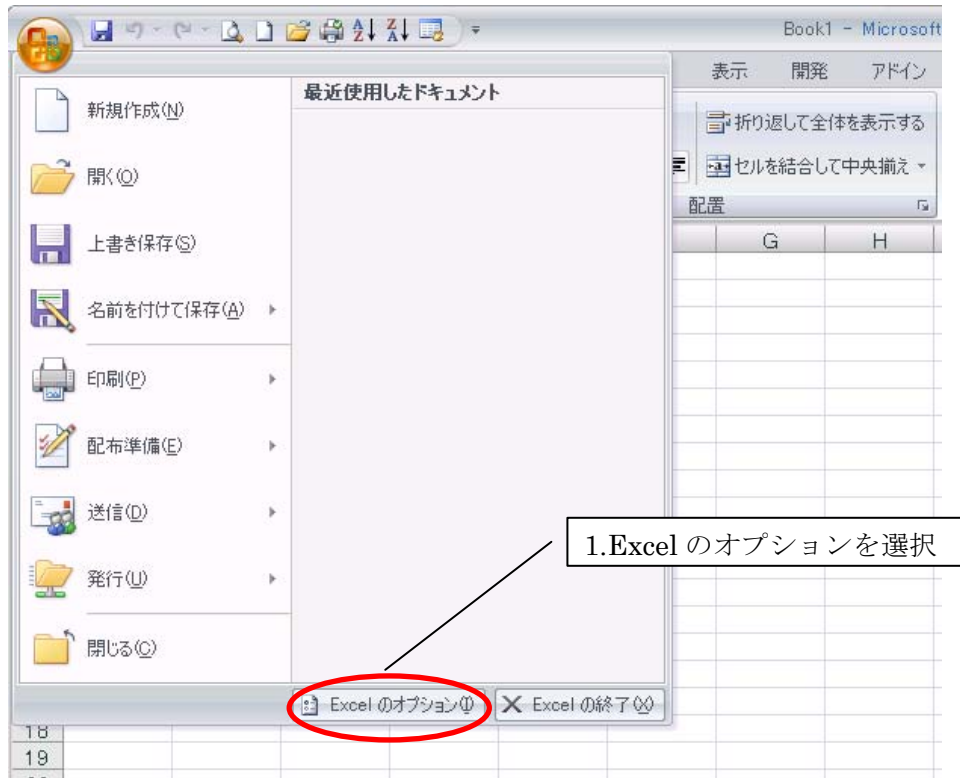 Book1 - Microsoft
表示 開発 アドイン
最近使用したドキュメント
新規作成(N)
開く(O)
上書き保存(S)
名前を付けて保存(A)
印刷(P)
配布準備(E)
送信(D)
発行(U)
閉じる(C)
Excel のオプション(I)
Excel の終了(X)
折り返して全体を表示する
セルを結合して中央揃え
配置
G H
1.Excel のオプションを選択
18
19